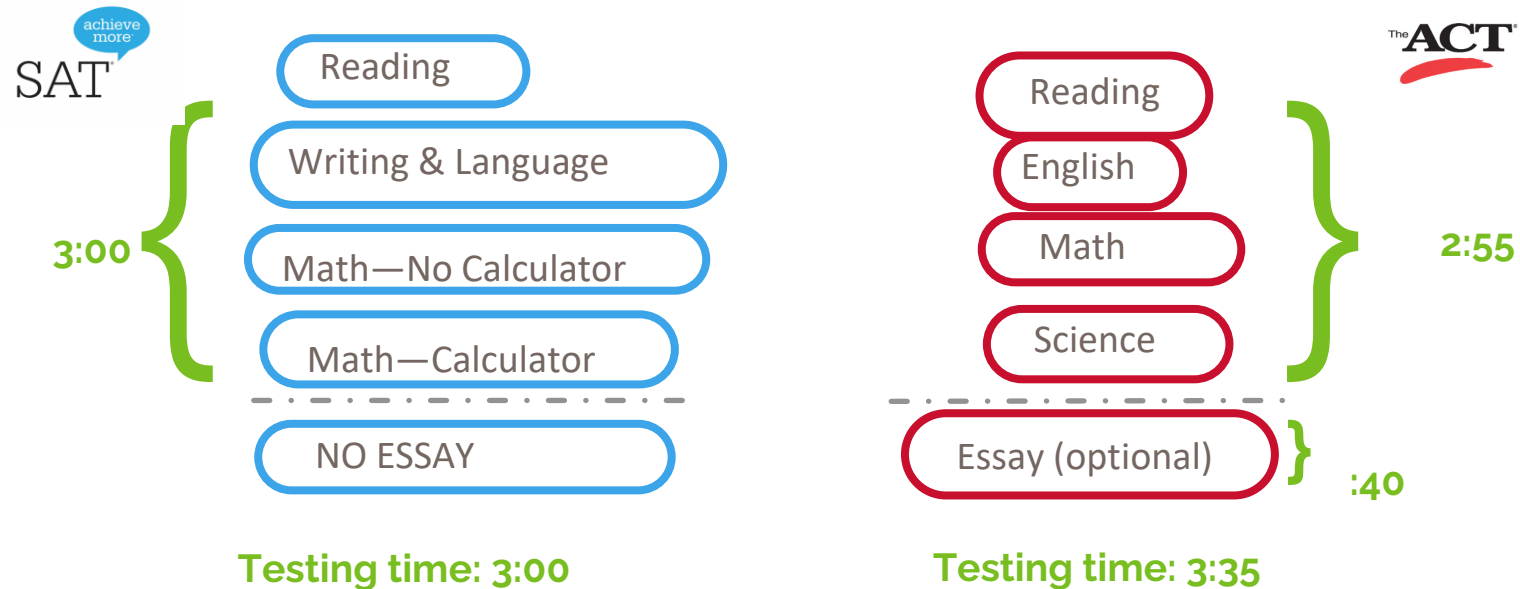 achieve
more
SAT
Reading
Writing & Language
Math—No Calculator
Math—Calculator
NO ESSAY
3:00
Testing time: 3:00
The ACT®
Reading
English
Math
Science
Essay (optional)
2:55
:40
Testing time: 3:35